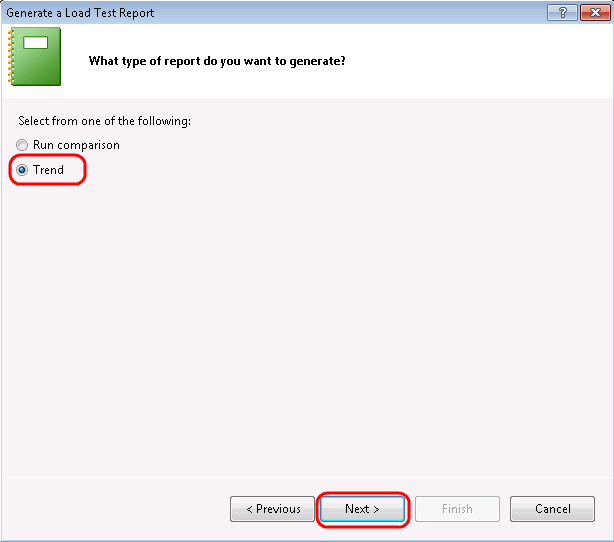 Generate a Load Test Report
What type of report do you want to generate?
Select from one of the following:
Run comparison
Trend
< Previous Next > Finish Cancel